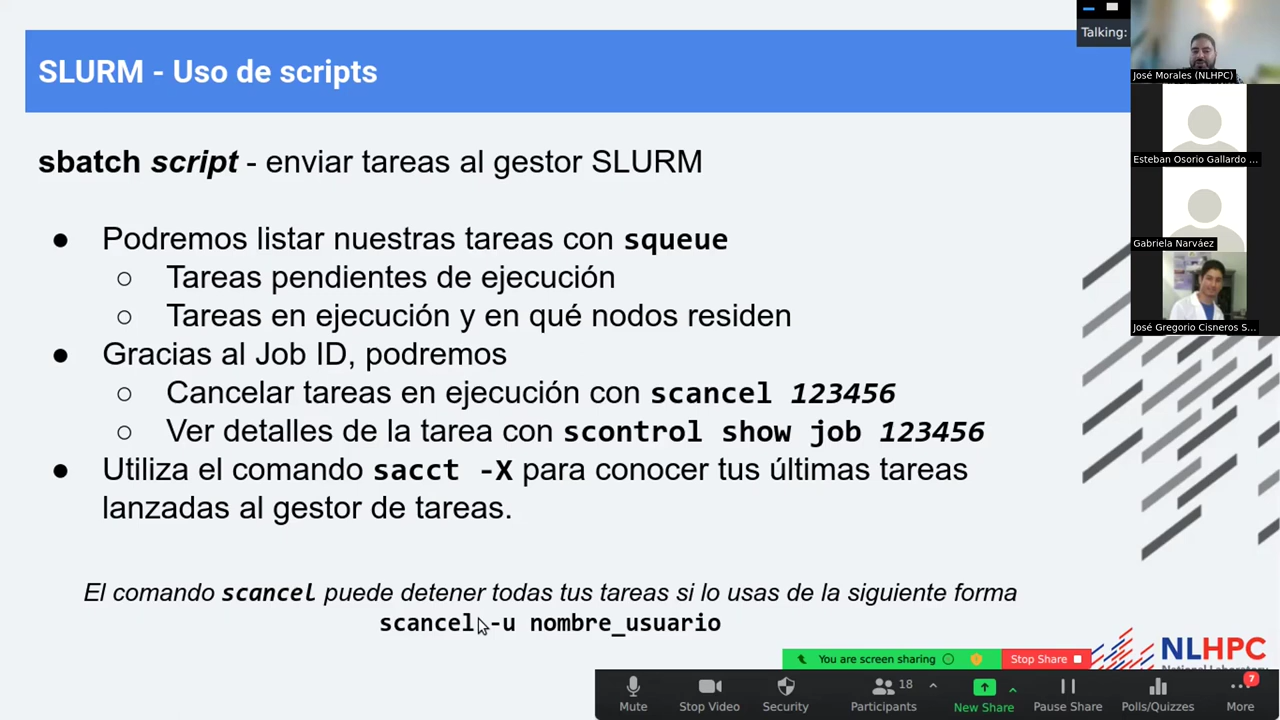 SLURM - Uso de scripts
sbatch script - enviar tareas al gestor SLURM
● Podremos listar nuestras tareas con squeue
○ Tareas pendientes de ejecución
○ Tareas en ejecución y en qué nodos residen
● Gracias al Job ID, podremos
○ Cancelar tareas en ejecución con scancel 123456
○ Ver detalles de la tarea con scontrol show job 123456
● Utiliza el comando sacct -X para conocer tus últimas tareas
lanzadas al gestor de tareas.
El comando scancel puede detener todas tus tareas si lo usas de la siguiente forma
scancel -u nombre_usuario
Talking:
José Morales (NLHPC)
Esteban Osorio Gallardo ...
Gabriela Narváez
José Gregorio Cisneros S...
NLHPC
National Laboratory
You are screen sharing
Stop Share
Mute
Stop Video
Security
Participants
18
New Share
Pause Share
Polls/Quizzes
More
7